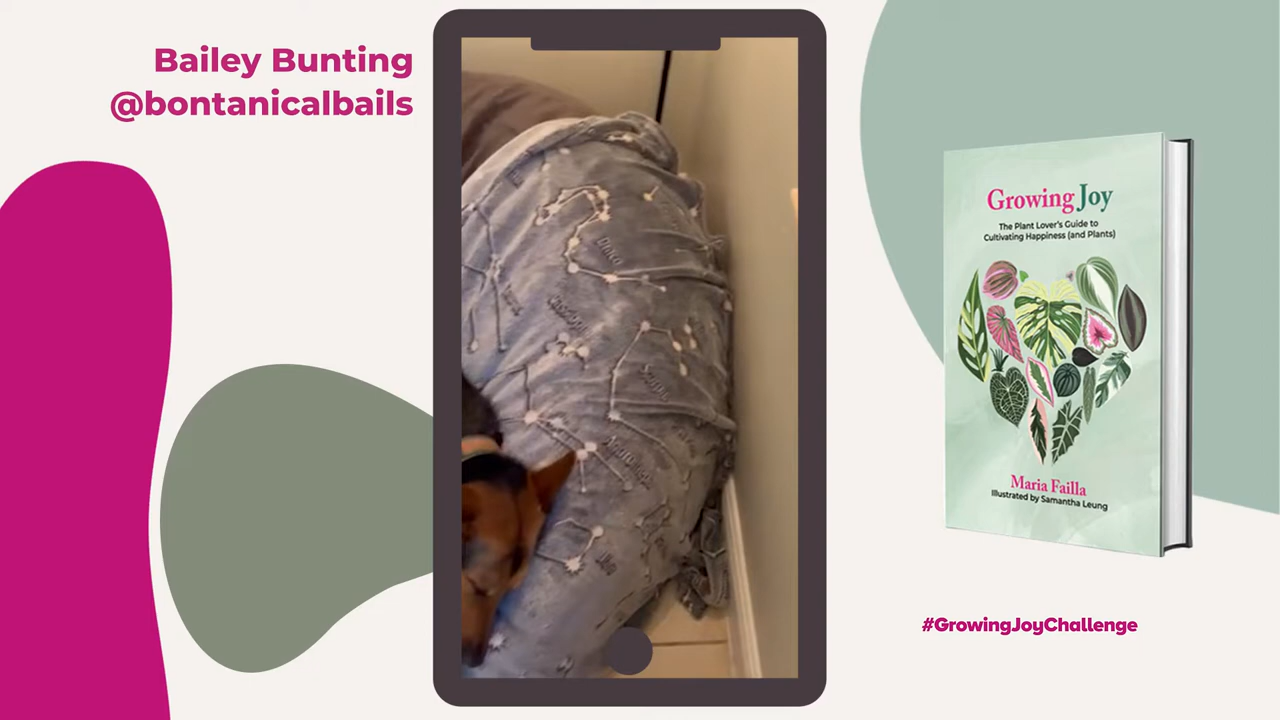 Bailey Bunting
@bontanicalbails
Draco
Growing Joy
The Plant Lover's Guide to
Cultivating Happiness (and Plants)
Maria Failla
Illustrated by Samantha Leung
#GrowingJoyChallenge